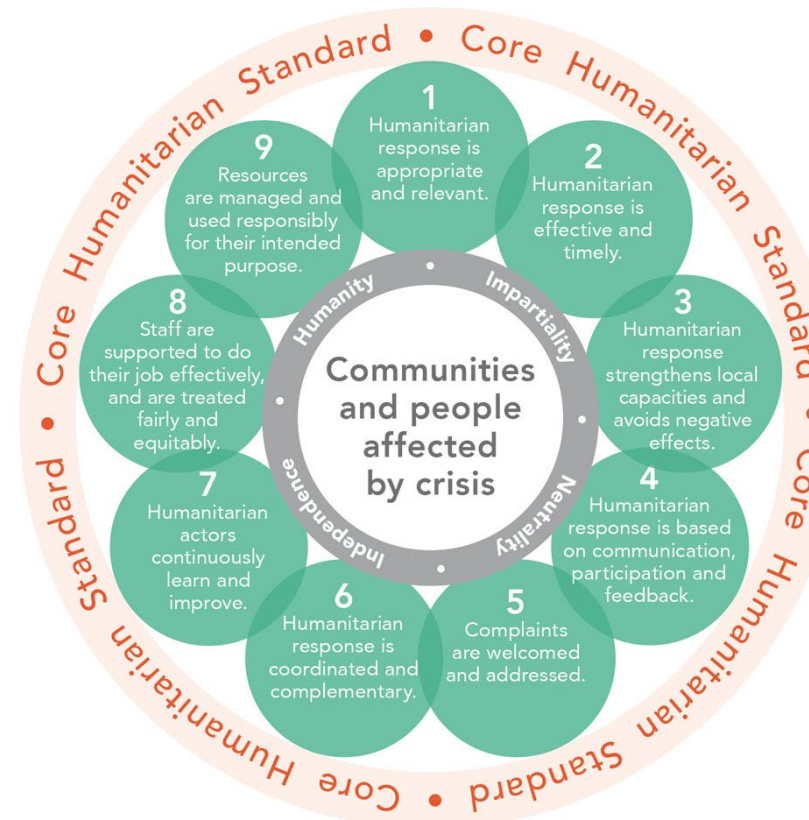 Core Humanitarian Standard • Core Humanitarian Standard • Core Humanitarian Standard • Core Humanitarian Standard •
1
Humanitarian
response is
appropriate
and relevant.
2
Humanitarian
response is
effective and
timely.
3
Humanitarian
response
strengthens local
capacities and
avoids negative
effects.
4
Humanitarian
response is based
on communication,
participation and
feedback.
5
Complaints
are welcomed
and addressed.
6
Humanitarian
response is
coordinated and
complementary.
7
Humanitarian
actors
continuously
learn and
improve.
8
Staff are
supported to do
their job effectively,
and are treated
fairly and
equitably.
9
Resources
are managed and
used responsibly
for their intended
purpose.
Humanity • Impartiality • Neutrality • Independence •
Communities
and people
affected
by crisis